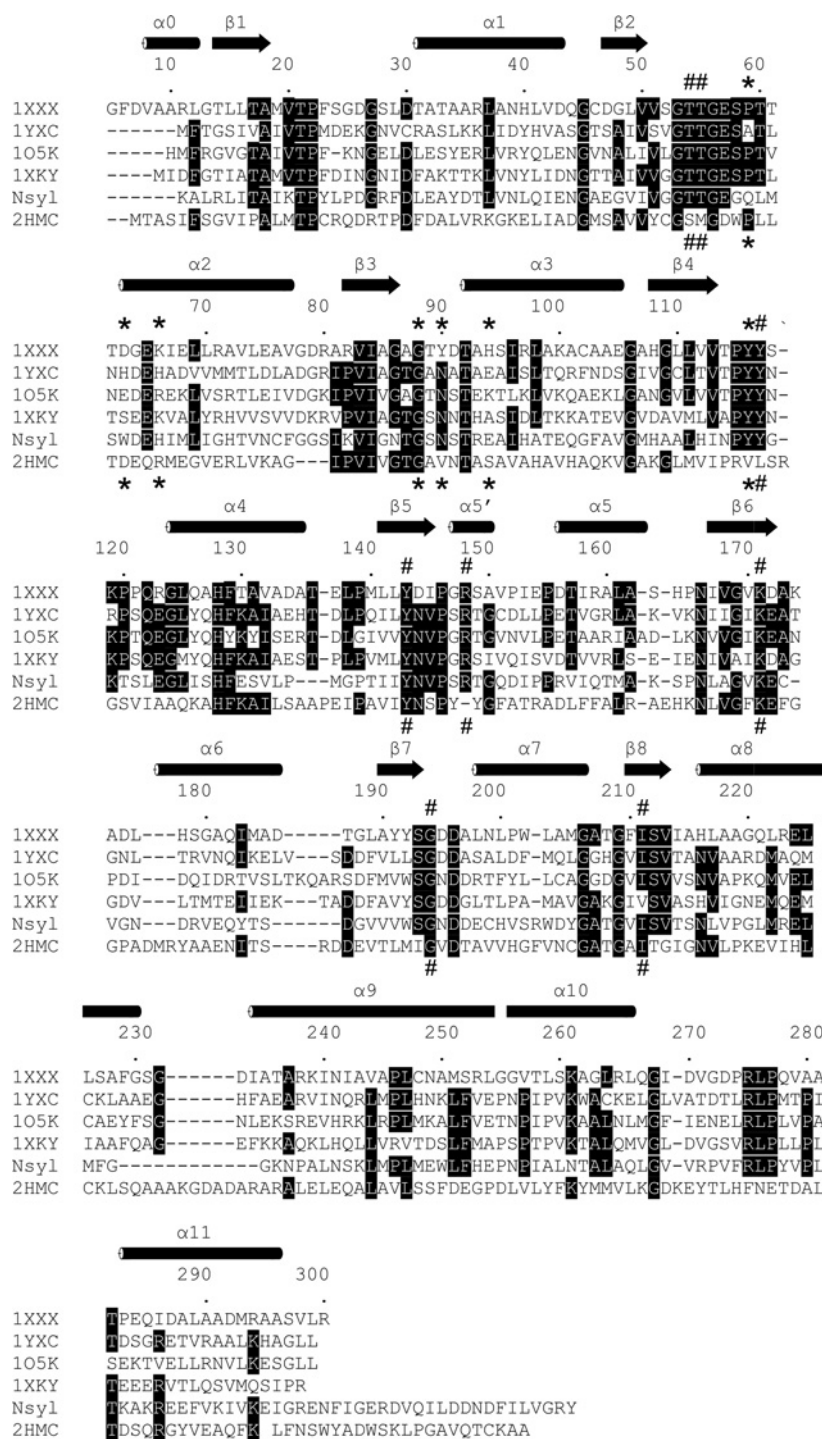 α0 β1 α1 β2
10 20 30 40 50 60
## *
1XXX GFDVAARLGTLLTAMVTPFSGDGSLDTATAARLANHLVDQGCDGLVVSGTTGESPTT
1YXC ------MFTGSIVAIVTPMDEKGNVCRASLKKLIDYHVASGTSAIVSVGTTGESATL
1O5K -----HMFRGVGTAIVTPF-KNGELDLESYERLVRYQLENGVNALIVLGTTGESPTV
1XKY ----MIDFGTIATAMVTPFDINGNIDFAKTTKLVNYLIDNGTTAIVVGGTTGESPTL
Nsyl ------KALRLITAIKTPYLPDGRFDLEAYDTLVNLQIENGAEGVIVGGTTGEGQLM
2HMC --MTASIFSGVIPALMTPCRQDRTPDFDALVRKGKELIADGMSAVVYCGSMGDWPLL
## *
α2 β3 α3 β4
70 80 90 100 110
* * * * * *# `
1XXX TDGEKIELLRAVLEAVGDRARVIAGAGTYDTAHSIRLAKACAAEGAHGLLVVTPYYS-
1YXC NHDEHADVVMMTLDLADGRIPVIAGTGANATAEAISLTQRFNDSGIVGCLTVTPYYN-
1O5K NEDEREKLVSRTLEIVDGKIPVIVGAGTNSTEKTLKLVKQAEKLGANGVLVVTPYYN-
1XKY TSEEKVALYRHVVSVVDKRVPVIAGTGSNNTHASIDLTKKATEVGVDAVMLVAPYYN-
Nsyl SWDEHIMLIGHTVNCFGGSIKVIGNTGSNSTREAIHATEQGFAVGMHAALHINPYYG-
2HMC TDEQRMEGVERLVKAG---IPVIVGTGAVNTASAVAHAVHAQKVGAKGLMVIPRVLSR
* * * * *#
α4 β5 α5' α5 β6
120 130 140 150 160 170
# # #
1XXX KPPQRGLQAHFTAVADAT-ELPMLLYDIPGRSAVPIEPDTIRALA-S-HPNIVGVKDAK
1YXC RPSQEGLYQHFKAIAEHT-DLPQILYNVPSRTGCDLLPETVGRLA-K-VKNIIGIKEAT
1O5K KPTQEGLYQHYKYISERT-DLGIVVYNVPGRTGVNVLPETAARIAAD-LKNVVGIKEAN
1XKY KPSQEGMYQHFKAIAESTPLPVMLYNVPGRSIVQISVDTVVRLS-EIENIVAIKDAG
Nsyl KTSLEGLISHFESVLP--MGPTIIYNVPSRTGQDIPPRVIQTMA-K-SPNLAGVKEC-
2HMC GSVIAAQKAHFKAILSAAPEIPAVIYNSPY-YGFATRADLFFALR-AEHKNLVGFKEFG
# # #
α6 β7 α7 β8 α8
180 190 200 210 220
# #
1XXX ADL---HSGAQIMAD-----TGLAYYSGDDALNLPW-LAMGATGFISVIAHLAAGQLREL
1YXC GNL---TRVNQIKELV---SDDFVLLSGDDASALDF-MQLGGHGVISVTANVAARDMAQM
1O5K PDI---DQIDRTVSLTKQARSDFMVWSGNDDRTFYL-LCAGGDGVISVVSNVAPKQMVEL
1XKY GDV---LTMTEIIEK----TADDFAVYSGDDGLTLPA-MAVGAKGIVSVASHVIGNEMQEM
Nsyl VGN---DRVEQYTS-----DGVVVWSGNDDECHVSRWDYGATGVISVTSNLVPGLMREL
2HMC GPADMRYAAENITS----RDDEVTLMIGVDTAVVHGFVNCGATGAITGIGNVLPKEVIHL
# #
α9 α10
230 240 250 260 270 280
1XXX LSAFGSG------DIATARKINIAVAPLCNAMSRLGGVTLSKAGLRLQGI-DVGDPRLPQVAA
1YXC CKLAAEG------HFAEARVINQRLMPLHNKLFVEPNPIPVKWACKELGLVATDTLRLPMTPI
1O5K CAEYFSG------NLEKSREVHRKLRPLMKALFVETNPIPVKAALNLMGF-IENELRLPLVPA
1XKY IAAFQAG------EFKKAQKLHQLLVRVTDSLFMAPSPTPVKTALQMVGL-DVGSVRLPLLPL
Nsyl MFG----------GKNPALNSKLMPLMEWLFHEPNPIALNTALAQLGV-VRPVFRLPYVPL
2HMC CKLSQAAAKGDADARARALELEQALAVLSSFDEGPDLVLYFKYMMVLKGDKEYTLHFNETDAL
α11
290 300
1XXX TPEQIDALAADMRAASVLR
1YXC TDSGRETVRAALKHAGLL
1O5K SEKTVELLRNVLKESGLL
1XKY TEEERVTLQSVMQSIPR
Nsyl TKAKREEFVKIVKEIGRENFIGERDVQILDDNDFILVGRY
2HMC TDSQRGYVEAQFK LFNSWYADWSKLPGAVQTCKAA